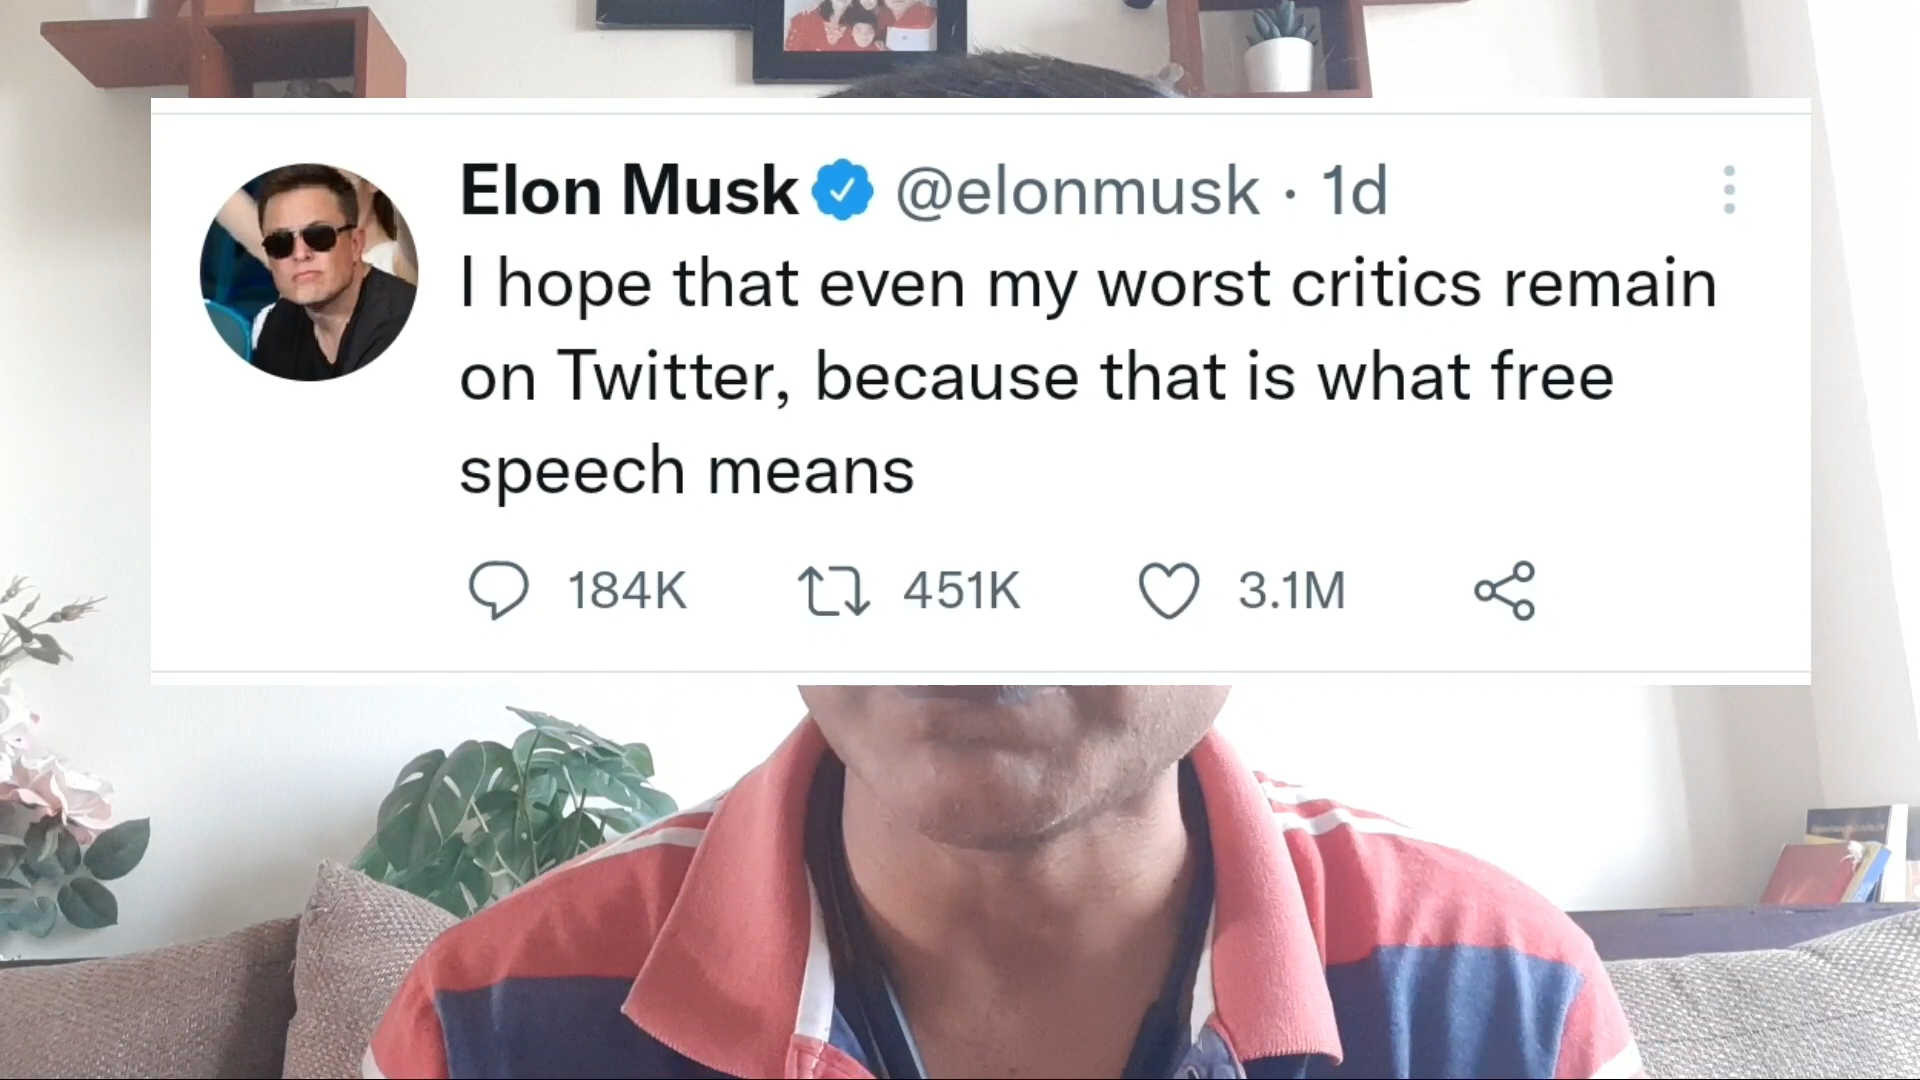 Elon Musk @elonmusk · 1d
I hope that even my worst critics remain
on Twitter, because that is what free
speech means
184K 451K 3.1M